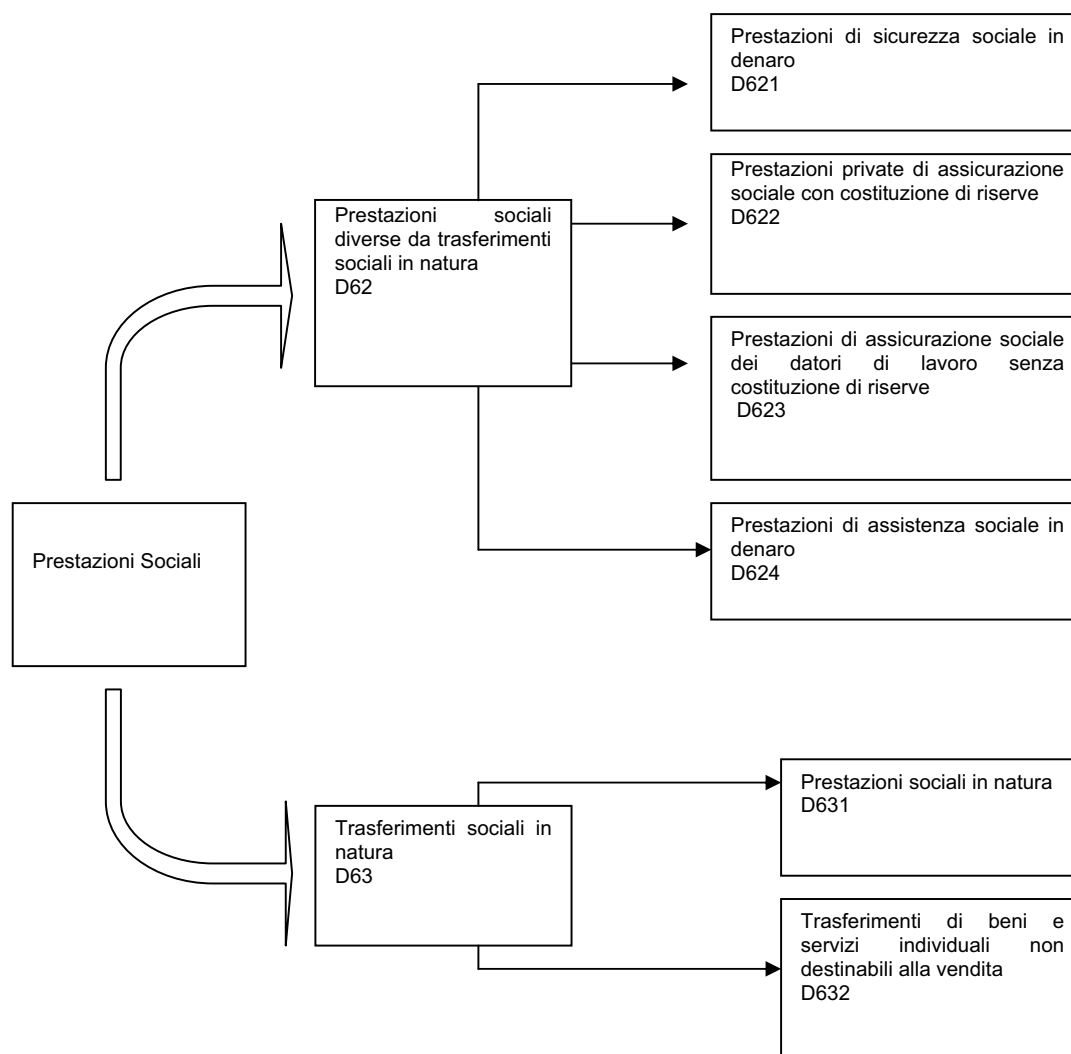 Prestazioni di sicurezza sociale in
denaro
D621
Prestazioni private di assicurazione
sociale con costituzione di riserve
D622
Prestazioni sociali
diverse da trasferimenti
sociali in natura
D62
Prestazioni di assicurazione sociale
dei datori di lavoro senza
costituzione di riserve
D623
Prestazioni di assistenza sociale in
denaro
D624
Prestazioni Sociali
Prestazioni sociali in natura
D631
Trasferimenti sociali in
natura
D63
Trasferimenti di beni e
servizi individuali non
destinabili alla vendita
D632